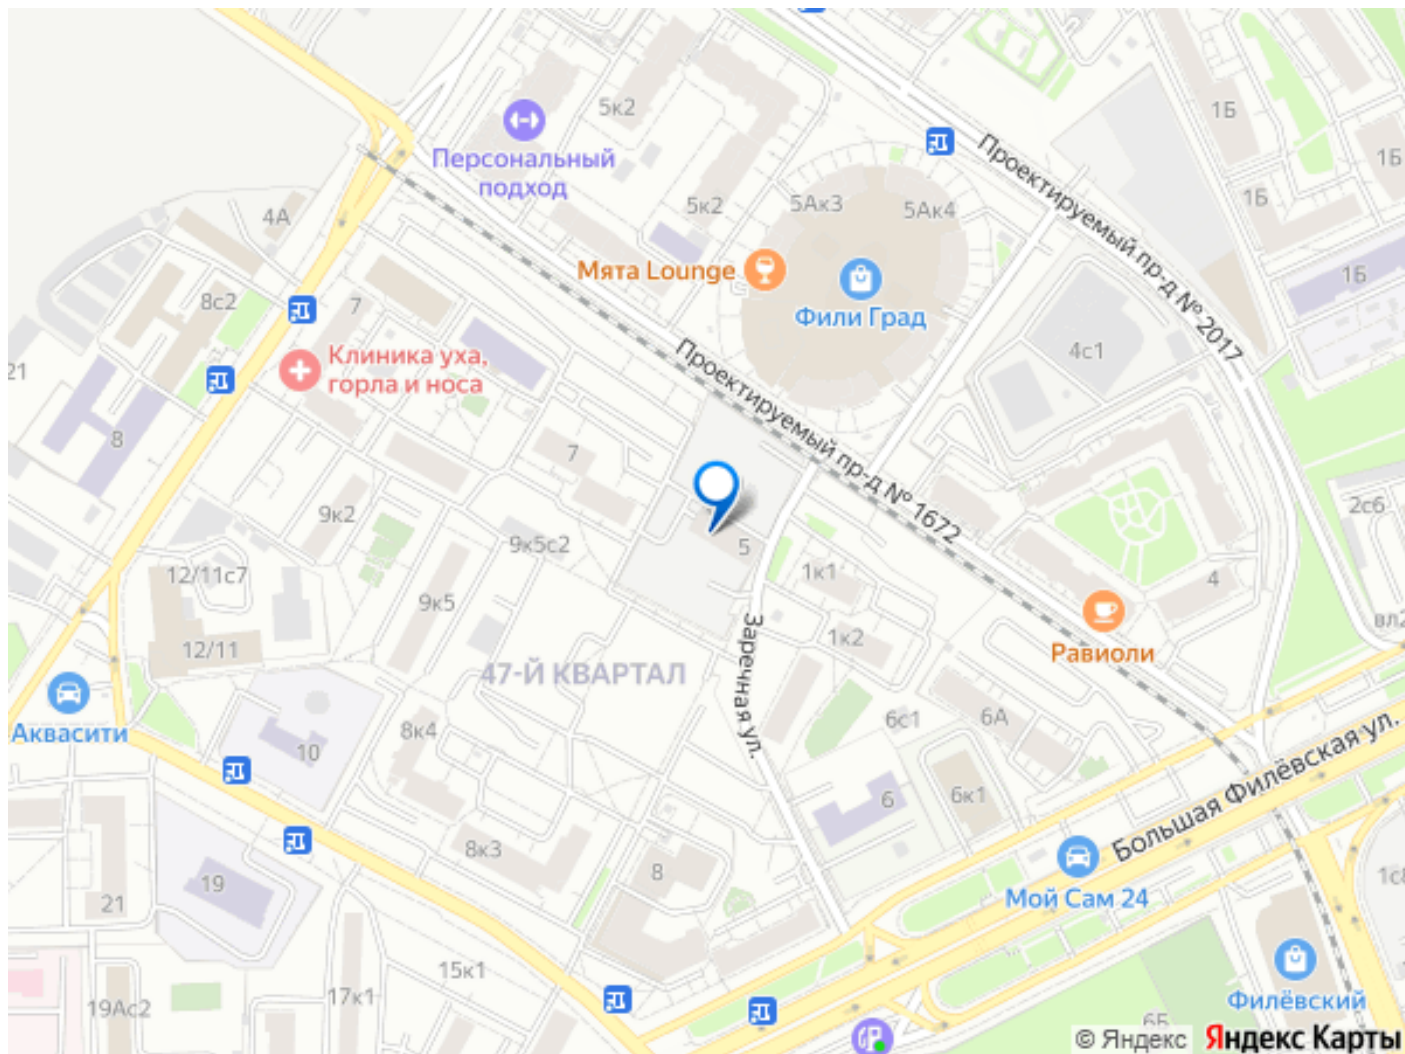 5к2
1Б
Персональный
подход
Проектируемый пр-д № 2017
1Б
5к2
5Ак3
5Ак4
1Б
4А
Мята Lounge
1Б
8с2
7
Фили Град
Клиника уха,
горла и носа
4с1
21
Проектируемый пр-д № 1672
8
7
2с6
9к2
9к5с2
5
12/11с7
1к1
4
9к5
вл2
12/11
1к2
Равиоли
Заречная ул.
47-Й КВАРТАЛ
Аквасити
8к4
6с1
6А
10
Большая Филёвская ул.
6
6к1
8к3
19
8
1с8
21
Мой Сам 24
15к1
17к1
Филёвский
19Ас2
6Б
© Яндекс
Яндекс Карты